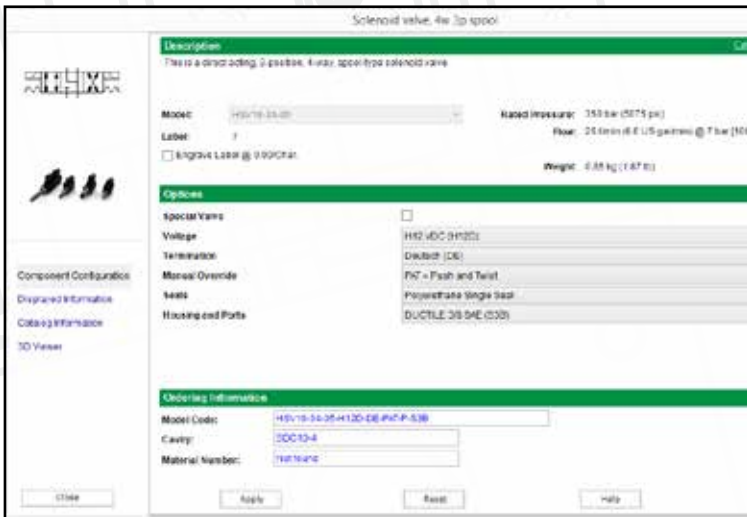 Solenoid valve, 4w 3p spool
Description
This is a direct acting, 3-position, 4-way, spool-type solenoid valve
Model:
Label:
Engrave Label @ 0.00/Char.
Rated Pressure: 350 bar (5075 psi)
Flow:
Weight:
Options
Special Valve
Voltage H12 VDC (H12D)
Termination Deutsch (DE)
Manual Override PAT = Push and Twist
Seals Polyurethane Single Seal
Housing and Ports DUCTILE 3/8 SAE (S3B)
Component Configuration
Displayed Information
Catalog Information
3D Viewer
Ordering Information
Model Code:
Cavity:
Material Number: Not found
Close
Apply
Reset
Help